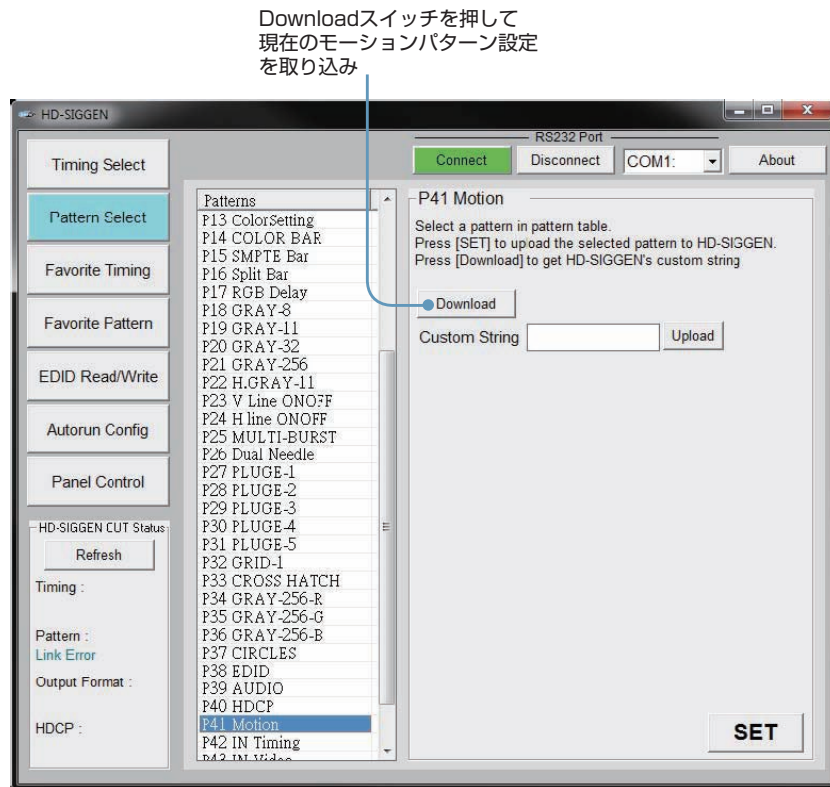 Downloadスイッチを押して
現在のモーションパターン設定
を取り込み
HD-SIGGEN
Timing Select
Pattern Select
Favorite Timing
Favorite Pattern
EDID Read/Write
Autorun Config
Panel Control
HD-SIGGEN CUT Status
Refresh
Timing :
Pattern :
Link Error
Output Format :
HDCP :
Patterns
P13 ColorSetting
P14 COLOR BAR
P15 SMPTE Bar
P16 Split Bar
P17 RGB Delay
P18 GRAY-8
P19 GRAY-11
P20 GRAY-32
P21 GRAY-256
P22 H.GRAY-11
P23 V Line ONOFF
P24 H line ONOFF
P25 MULTI-BURST
P26 Dual Needle
P27 PLUGE-1
P28 PLUGE-2
P29 PLUGE-3
P30 PLUGE-4
P31 PLUGE-5
P32 GRID-1
P33 CROSS HATCH
P34 GRAY-256-R
P35 GRAY-256-G
P36 GRAY-256-B
P37 CIRCLES
P38 EDID
P39 AUDIO
P40 HDCP
P41 Motion
P42 IN Timing
P43 IN Video
RS232 Port
Connect
Disconnect
COM1:
About
P41 Motion
Select a pattern in pattern table.
Press [SET] to upload the selected pattern to HD-SIGGEN.
Press [Download] to get HD-SIGGEN's custom string
Download
Custom String
Upload
SET